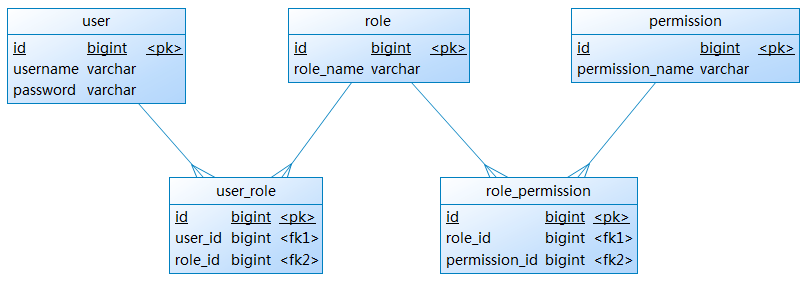 user
id bigint <pk>
username varchar
password varchar
role
id bigint <pk>
role_name varchar
permission
id bigint <pk>
permission_name varchar
user_role
id bigint <pk>
user_id bigint <fk1>
role_id bigint <fk2>
role_permission
id bigint <pk>
role_id bigint <fk1>
permission_id bigint <fk2>